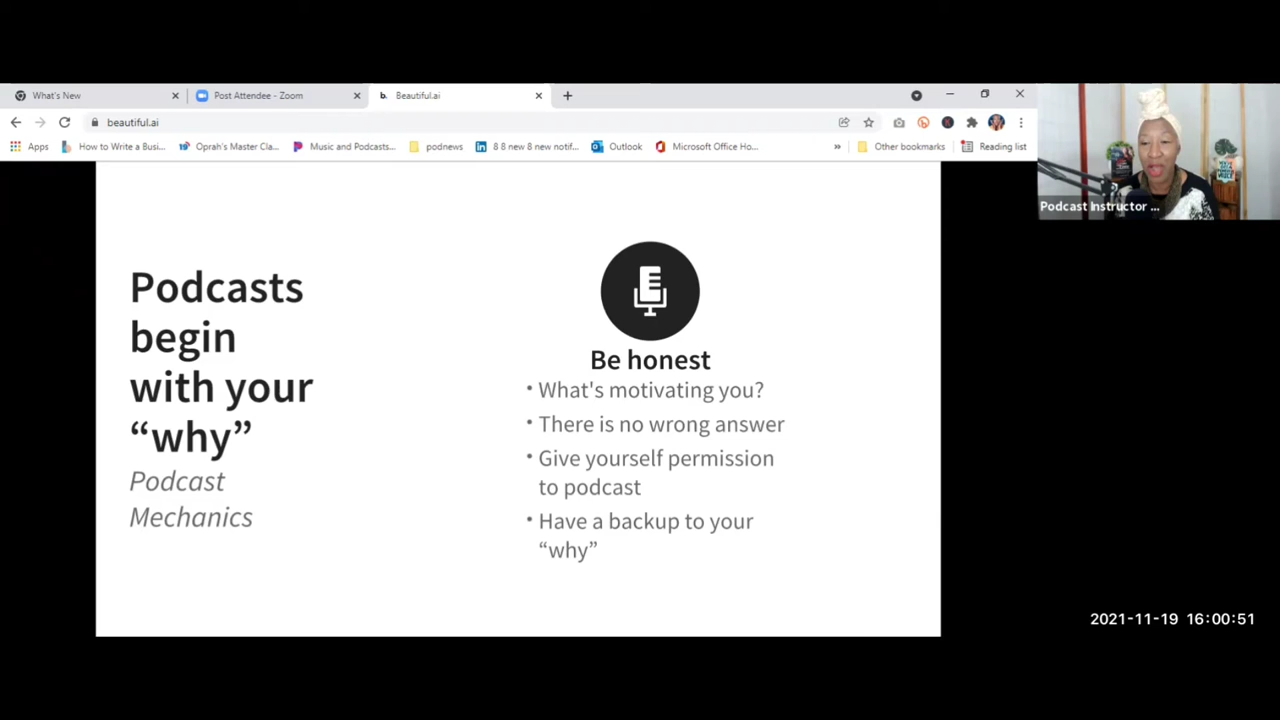 What's New
Post Attendee - Zoom
Beautiful.ai
beautiful.ai
Apps
How to Write a Busi...
Oprah's Master Cla...
Music and Podcasts...
podnews
8 8 new 8 new notif...
Outlook
Microsoft Office Ho...
»
Other bookmarks
Reading list
Podcast Instructor ...
Podcasts
begin
with your
“why”
Podcast
Mechanics
Be honest
• What's motivating you?
• There is no wrong answer
• Give yourself permission
to podcast
• Have a backup to your
“why”
2021-11-19 16:00:51